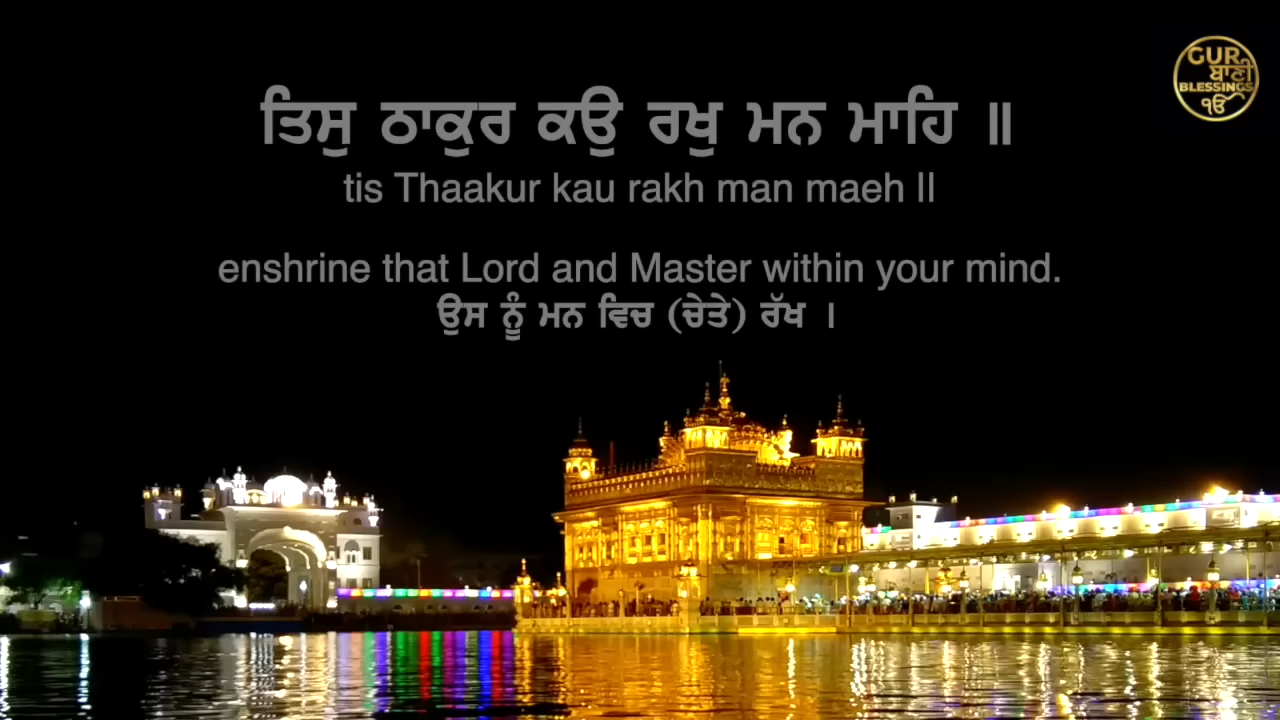 ਤਿਸੁ ਠਾਕੁਰ ਕਉ ਰਖੁ ਮਨ ਮਾਹਿ ॥
tis Thaakur kau rakh man maeh ll
enshrine that Lord and Master within your mind.
ਉਸ ਨੂੰ ਮਨ ਵਿਚ (ਚੇਤੇ) ਰੱਖ ।
GUR
ਬਾਣੀ
BLESSINGS
ੴ